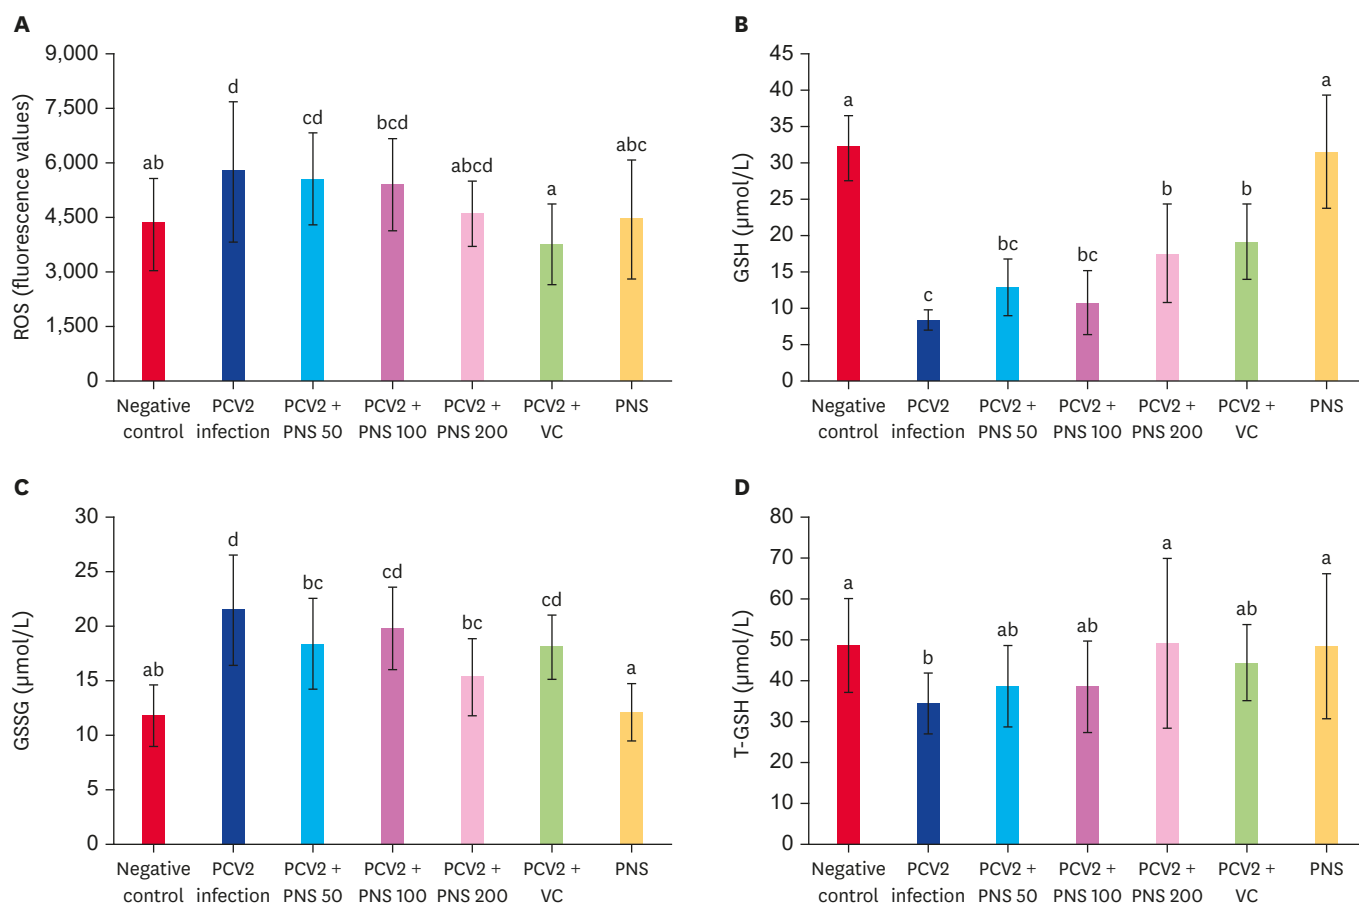 A
9,000
7,500
6,000
4,500
3,000
1,500
0
ROS (fluorescence values)
ab
d
cd
bcd
abcd
a
abc
Negative control
PCV2 infection
PCV2 + PNS 50
PCV2 + PNS 100
PCV2 + PNS 200
PCV2 + VC
PNS
B
45
40
35
30
25
20
15
10
5
0
GSH (µmol/L)
a
c
bc
bc
b
b
a
Negative control
PCV2 infection
PCV2 + PNS 50
PCV2 + PNS 100
PCV2 + PNS 200
PCV2 + VC
PNS
C
30
25
20
15
10
5
0
GSSG (µmol/L)
ab
d
bc
cd
bc
cd
a
Negative control
PCV2 infection
PCV2 + PNS 50
PCV2 + PNS 100
PCV2 + PNS 200
PCV2 + VC
PNS
D
80
70
60
50
40
30
20
10
0
T-GSH (µmol/L)
a
b
ab
ab
a
ab
a
Negative control
PCV2 infection
PCV2 + PNS 50
PCV2 + PNS 100
PCV2 + PNS 200
PCV2 + VC
PNS